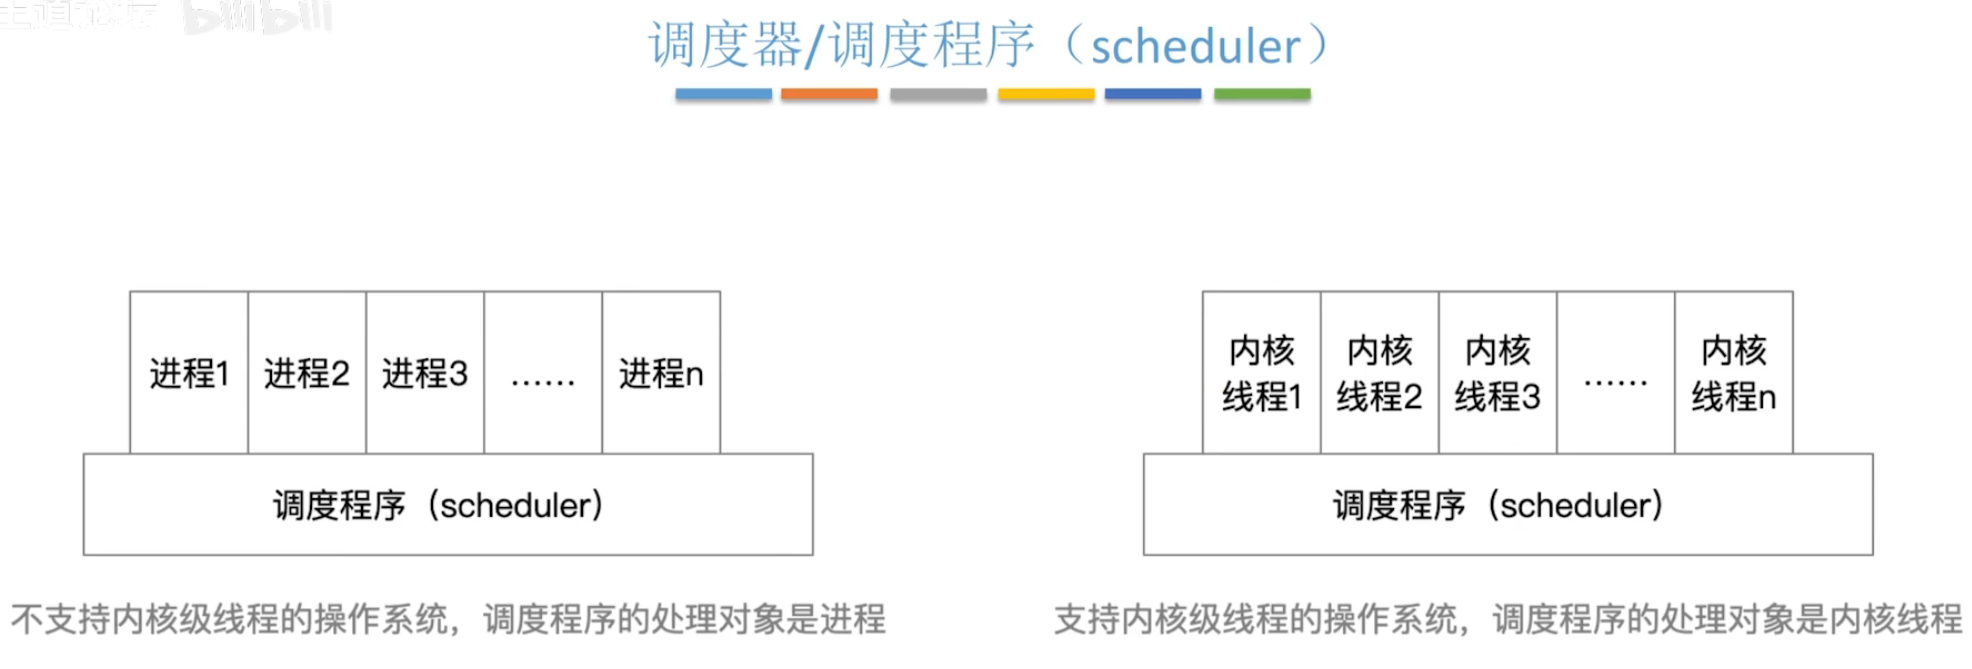 bilibili
调度器/调度程序（scheduler）
进程1 进程2 进程3 …… 进程n
调度程序（scheduler）
不支持内核级线程的操作系统，调度程序的处理对象是进程
内核 内核 内核 内核
线程1 线程2 线程3 …… 线程n
调度程序（scheduler）
支持内核级线程的操作系统，调度程序的处理对象是内核线程